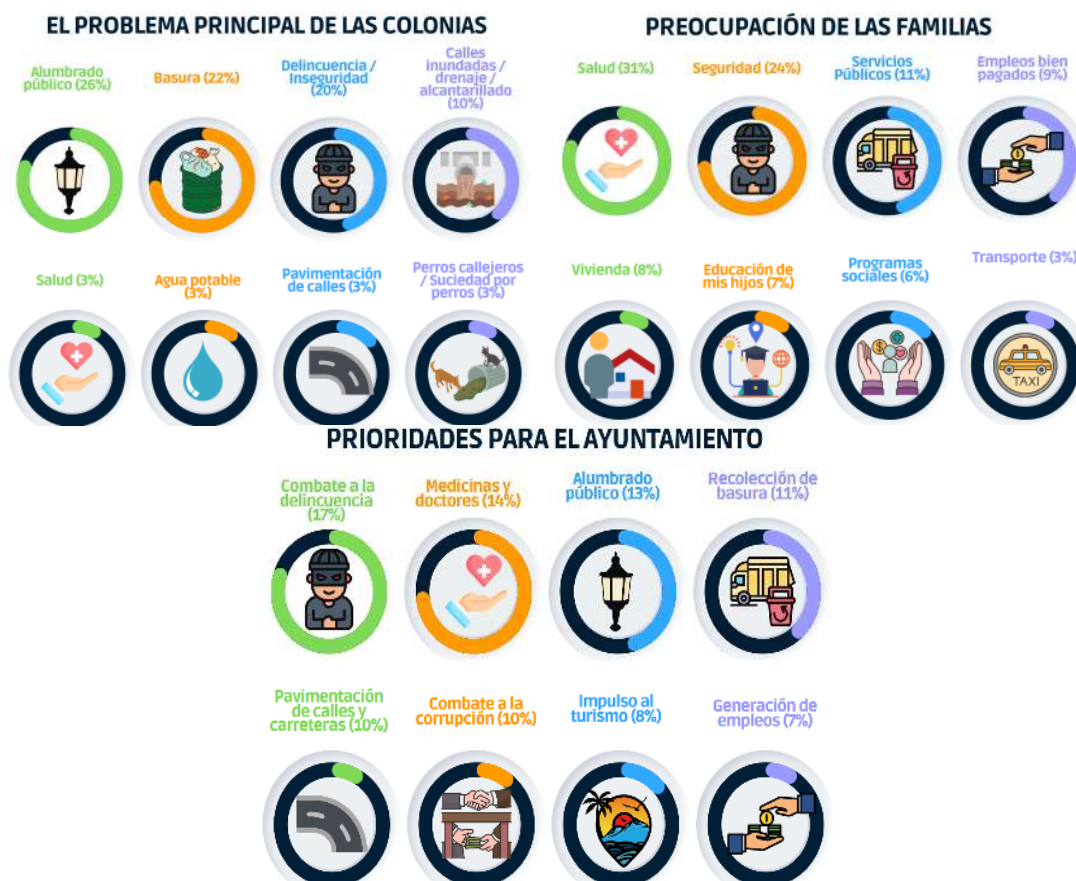 EL PROBLEMA PRINCIPAL DE LAS COLONIAS
Alumbrado
público (26%)
Basura (22%)
Delincuencia /
Inseguridad
(20%)
Calles
inundadas /
drenaje /
alcantarillado
(10%)
Salud (3%)
Agua potable
(3%)
Pavimentación
de calles (3%)
Perros callejeros
/ Suciedad por
perros (3%)
PREOCUPACIÓN DE LAS FAMILIAS
Salud (31%)
Seguridad (24%)
Servicios
Públicos (11%)
Empleos bien
pagados (9%)
Vivienda (8%)
Educación de
mis hijos (7%)
Programas
sociales (6%)
Transporte (3%)
TAXI
PRIORIDADES PARA EL AYUNTAMIENTO
Combate a la
delincuencia
(17%)
Medicinas y
doctores (14%)
Alumbrado
público (13%)
Recolección de
basura (11%)
Pavimentación
de calles y
carreteras (10%)
Combate a la
corrupción (10%)
Impulso al
turismo (8%)
Generación de
empleos (7%)